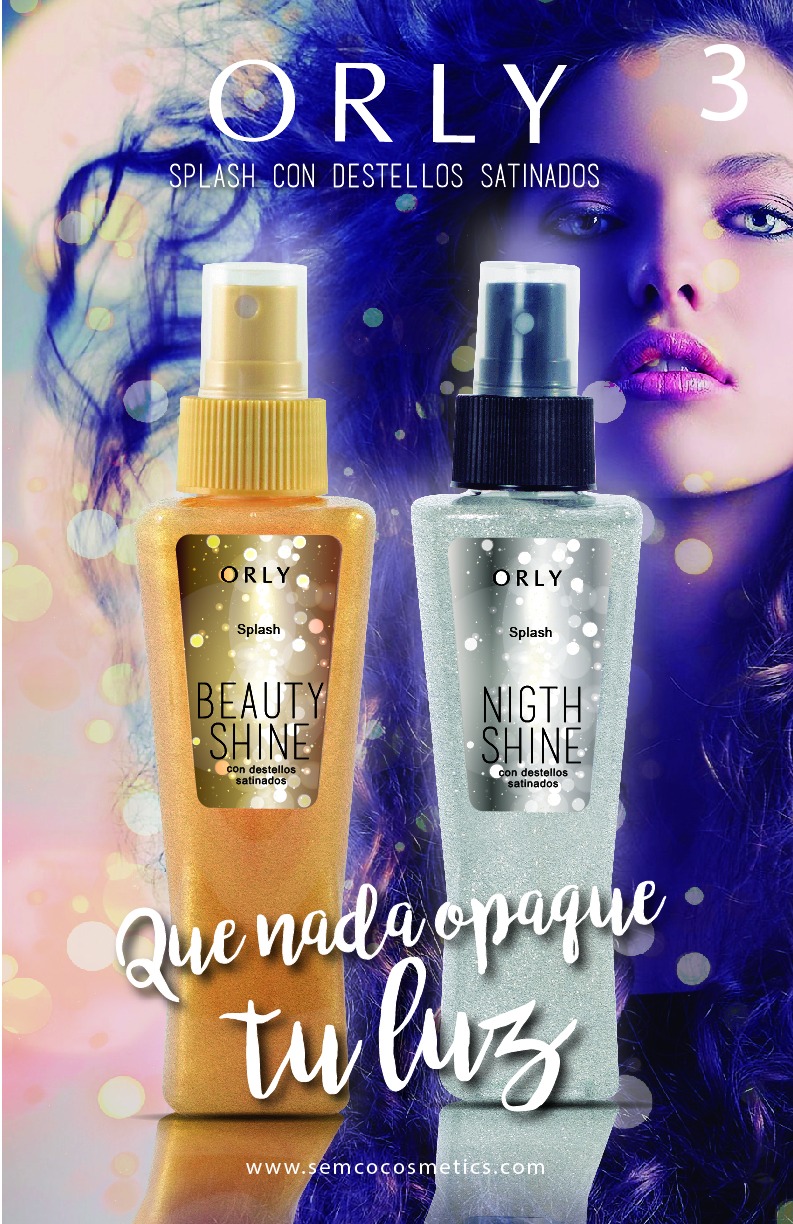 ORLY
3
SPLASH CON DESTELLOS SATINADOS
ORLY
Splash
BEAUTY
SHINE
con destellos
satinados
ORLY
Splash
NIGTH
SHINE
con destellos
satinados
Que nada opaque
tu luz
www.semcocosmetics.com